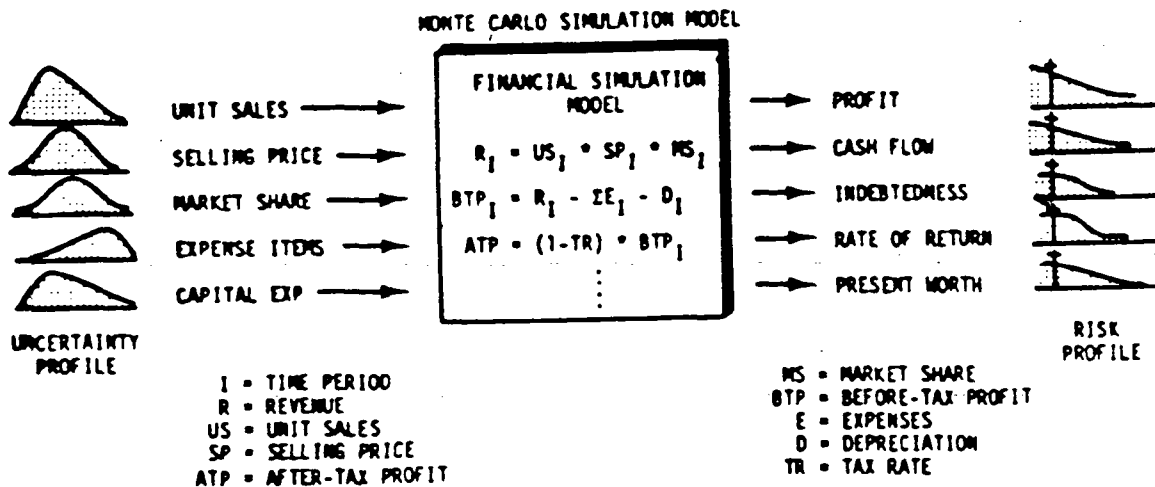 MONTE CARLO SIMULATION MODEL
FINANCIAL SIMULATION
MODEL
R_I = US_I * SP_I * MS_I
BTP_I = R_I - ΣE_I - D_I
ATP = (1-TR) * BTP_I
UNIT SALES
SELLING PRICE
MARKET SHARE
EXPENSE ITEMS
CAPITAL EXP
UNCERTAINTY
PROFILE
PROFIT
CASH FLOW
INDEBTEDNESS
RATE OF RETURN
PRESENT WORTH
RISK
PROFILE
I = TIME PERIOD
R = REVENUE
US = UNIT SALES
SP = SELLING PRICE
ATP = AFTER-TAX PROFIT
MS = MARKET SHARE
BTP = BEFORE-TAX PROFIT
E = EXPENSES
D = DEPRECIATION
TR = TAX RATE